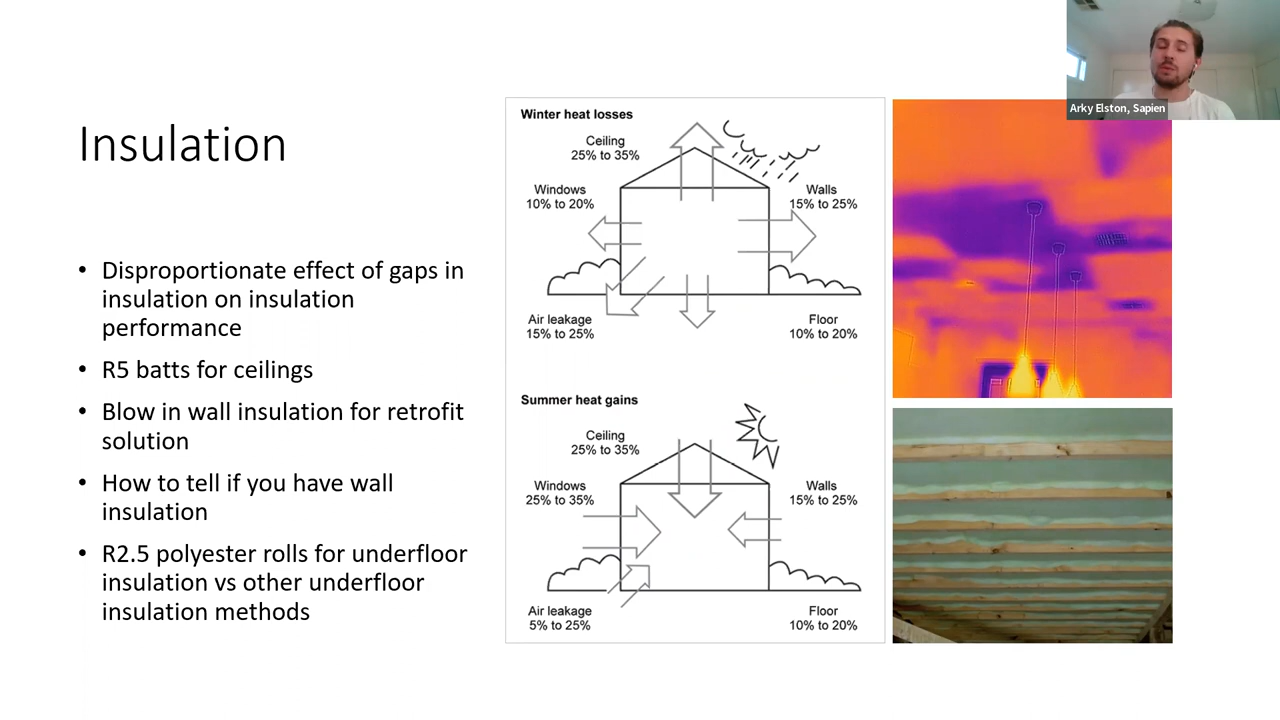 Insulation
• Disproportionate effect of gaps in
insulation on insulation
performance
• R5 batts for ceilings
• Blow in wall insulation for retrofit
solution
• How to tell if you have wall
insulation
• R2.5 polyester rolls for underfloor
insulation vs other underfloor
insulation methods
Winter heat losses
Ceiling
25% to 35%
Windows
10% to 20%
Walls
15% to 25%
Air leakage
15% to 25%
Floor
10% to 20%
Summer heat gains
Ceiling
25% to 35%
Windows
25% to 35%
Walls
15% to 25%
Air leakage
5% to 25%
Floor
10% to 20%
Arky Elston, Sapien